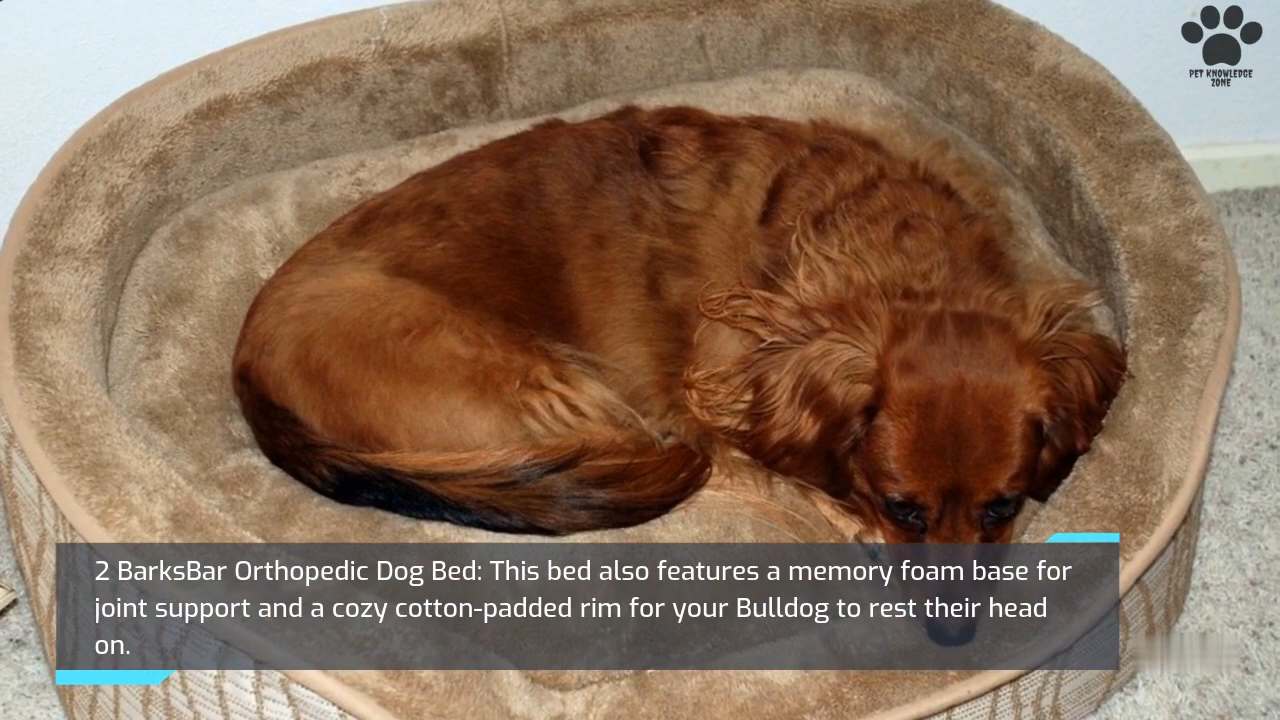 PET KNOWLEDGE
ZONE
2 BarksBar Orthopedic Dog Bed: This bed also features a memory foam base for
joint support and a cozy cotton-padded rim for your Bulldog to rest their head
on.